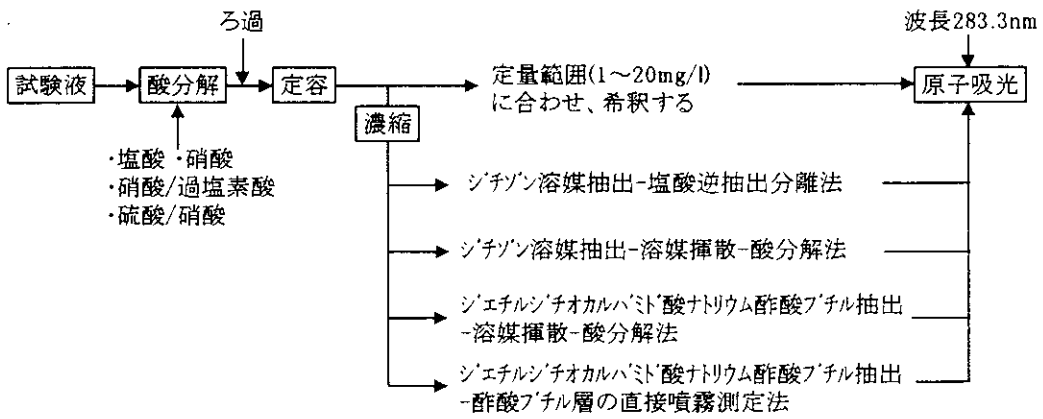 ろ過
波長283.3nm
試験液
酸分解
定容
定量範囲(1～20mg/l)
に合わせ、希釈する
原子吸光
濃縮
・塩酸 ・硝酸
・硝酸/過塩素酸
・硫酸/硝酸
ｼﾞﾁｿﾞﾝ溶媒抽出-塩酸逆抽出分離法
ｼﾞﾁｿﾞﾝ溶媒抽出-溶媒揮散-酸分解法
ｼﾞｴﾁﾙｼﾞﾁｵｶﾙﾊﾞﾐﾄﾞ酸ﾅﾄﾘｳﾑ酢酸ﾌﾞﾁﾙ抽出
-溶媒揮散-酸分解法
ｼﾞｴﾁﾙｼﾞﾁｵｶﾙﾊﾞﾐﾄﾞ酸ﾅﾄﾘｳﾑ酢酸ﾌﾞﾁﾙ抽出
-酢酸ﾌﾞﾁﾙ層の直接噴霧測定法